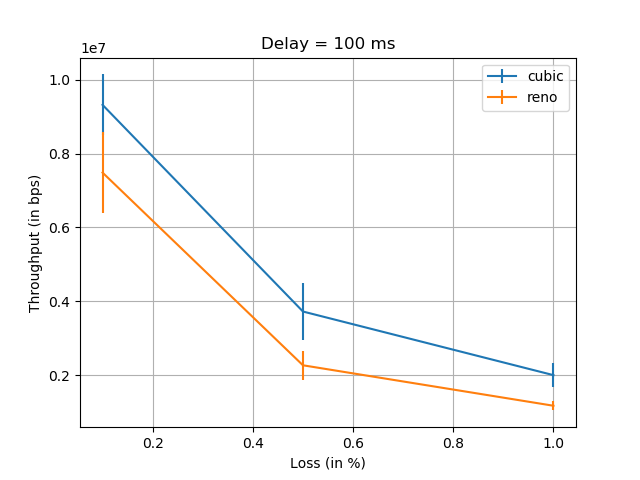 Delay = 100 ms
1e7
cubic
reno
1.0
0.8
0.6
0.4
0.2
Throughput (in bps)
0.2 0.4 0.6 0.8 1.0
Loss (in %)